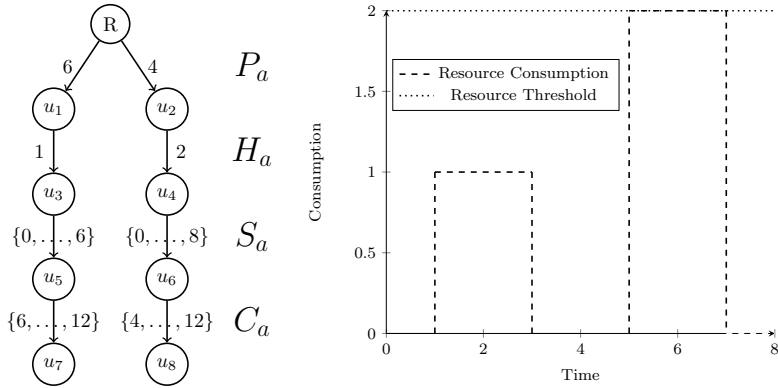 R
6
4
P_a
u_1
u_2
1
2
H_a
u_3
u_4
{0, . . . , 6}
{0, . . . , 8}
S_a
u_5
u_6
{6, . . . , 12}
{4, . . . , 12}
C_a
u_7
u_8
2
1.5
1
0.5
0
Consumption
Resource Consumption
Resource Threshold
0
2
4
6
8
Time